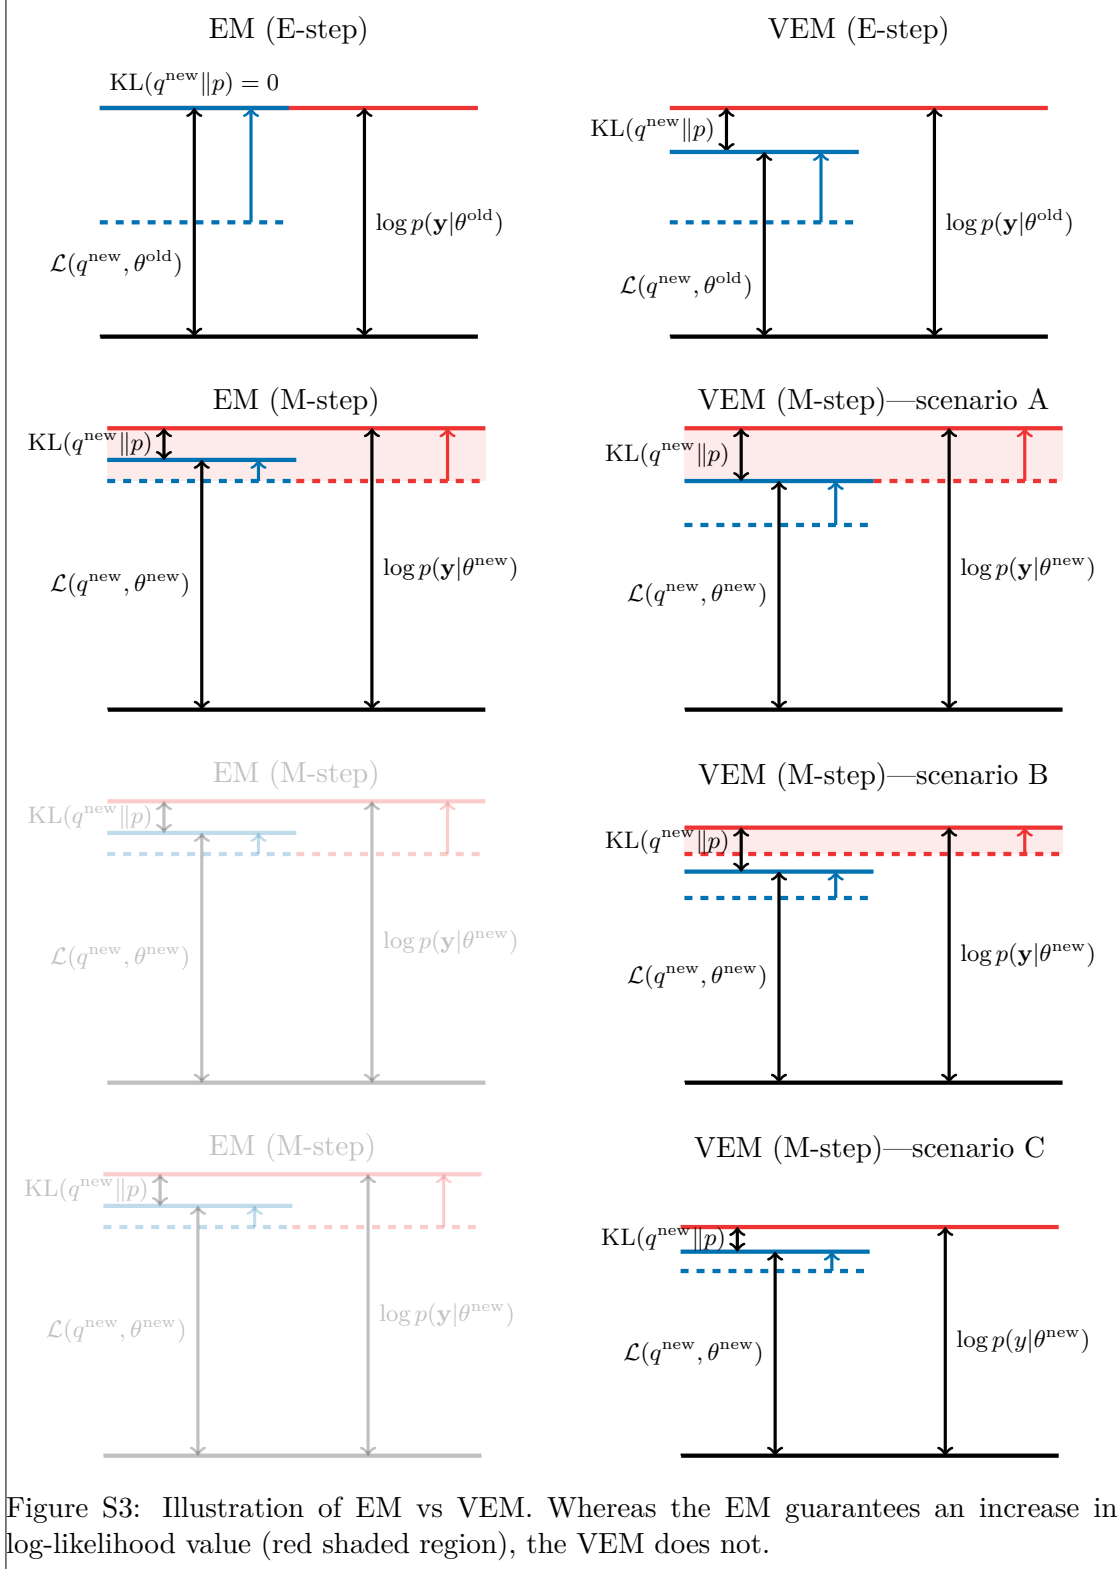 EM (E-step)
KL(q^new‖p) = 0
ℒ(q^new, θ^old)
log p(𝐲|θ^old)
VEM (E-step)
KL(q^new‖p)
ℒ(q^new, θ^old)
log p(𝐲|θ^old)
EM (M-step)
KL(q^new‖p)
ℒ(q^new, θ^new)
log p(𝐲|θ^new)
VEM (M-step)—scenario A
KL(q^new‖p)
ℒ(q^new, θ^new)
log p(𝐲|θ^new)
EM (M-step)
KL(q^new‖p)
ℒ(q^new, θ^new)
log p(𝐲|θ^new)
VEM (M-step)—scenario B
KL(q^new‖p)
ℒ(q^new, θ^new)
log p(𝐲|θ^new)
EM (M-step)
KL(q^new‖p)
ℒ(q^new, θ^new)
log p(𝐲|θ^new)
VEM (M-step)—scenario C
KL(q^new‖p)
ℒ(q^new, θ^new)
log p(y|θ^new)
Figure S3: Illustration of EM vs VEM. Whereas the EM guarantees an increase in
log-likelihood value (red shaded region), the VEM does not.